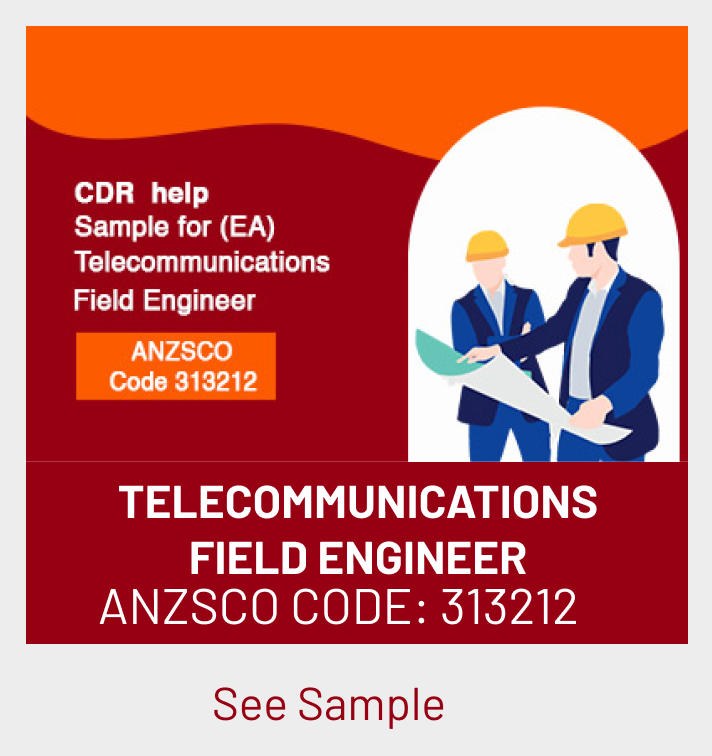 CDR help
Sample for (EA)
Telecommunications
Field Engineer
ANZSCO
Code 313212
TELECOMMUNICATIONS
FIELD ENGINEER
ANZSCO CODE: 313212
See Sample